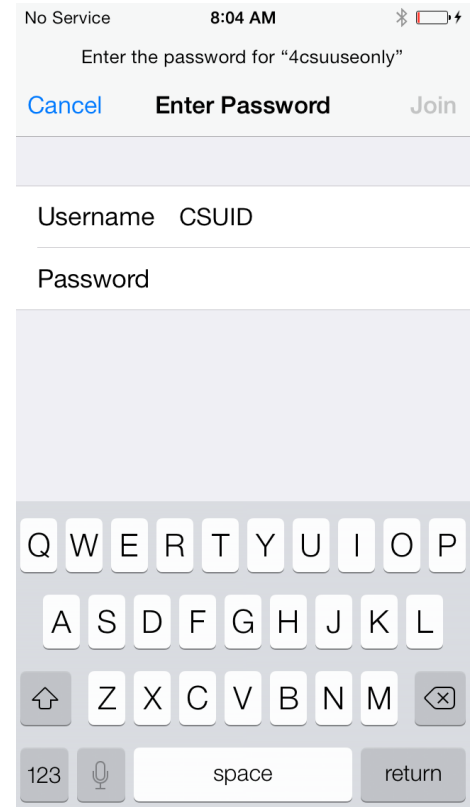 No Service 8:04 AM
Enter the password for “4csuuseonly”
Cancel Enter Password Join
Username CSUID
Password
Q W E R T Y U I O P
A S D F G H J K L
Z X C V B N M
123 space return